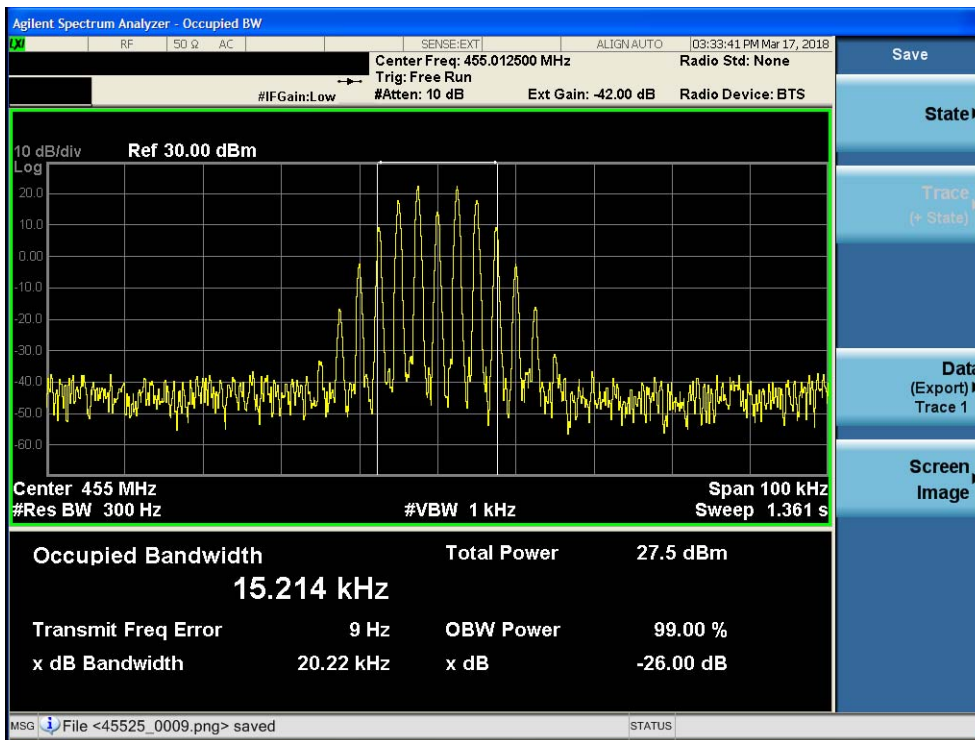 Agilent Spectrum Analyzer - Occupied BW
LXI RF 50 Ω AC SENSE:EXT ALIGN AUTO 03:33:41 PM Mar 17, 2018
Center Freq: 455.012500 MHz Radio Std: None
Trig: Free Run
#IFGain:Low #Atten: 10 dB Ext Gain: -42.00 dB Radio Device: BTS
10 dB/div Ref 30.00 dBm
Log
20.0
10.0
0.00
-10.0
-20.0
-30.0
-40.0
-50.0
-60.0
Center 455 MHz Span 100 kHz
#Res BW 300 Hz #VBW 1 kHz Sweep 1.361 s
Occupied Bandwidth Total Power 27.5 dBm
15.214 kHz
Transmit Freq Error 9 Hz OBW Power 99.00 %
x dB Bandwidth 20.22 kHz x dB -26.00 dB
MSG File <45525_0009.png> saved STATUS
Save
State
Trace
(+ State)
Data
(Export)
Trace 1
Screen
Image